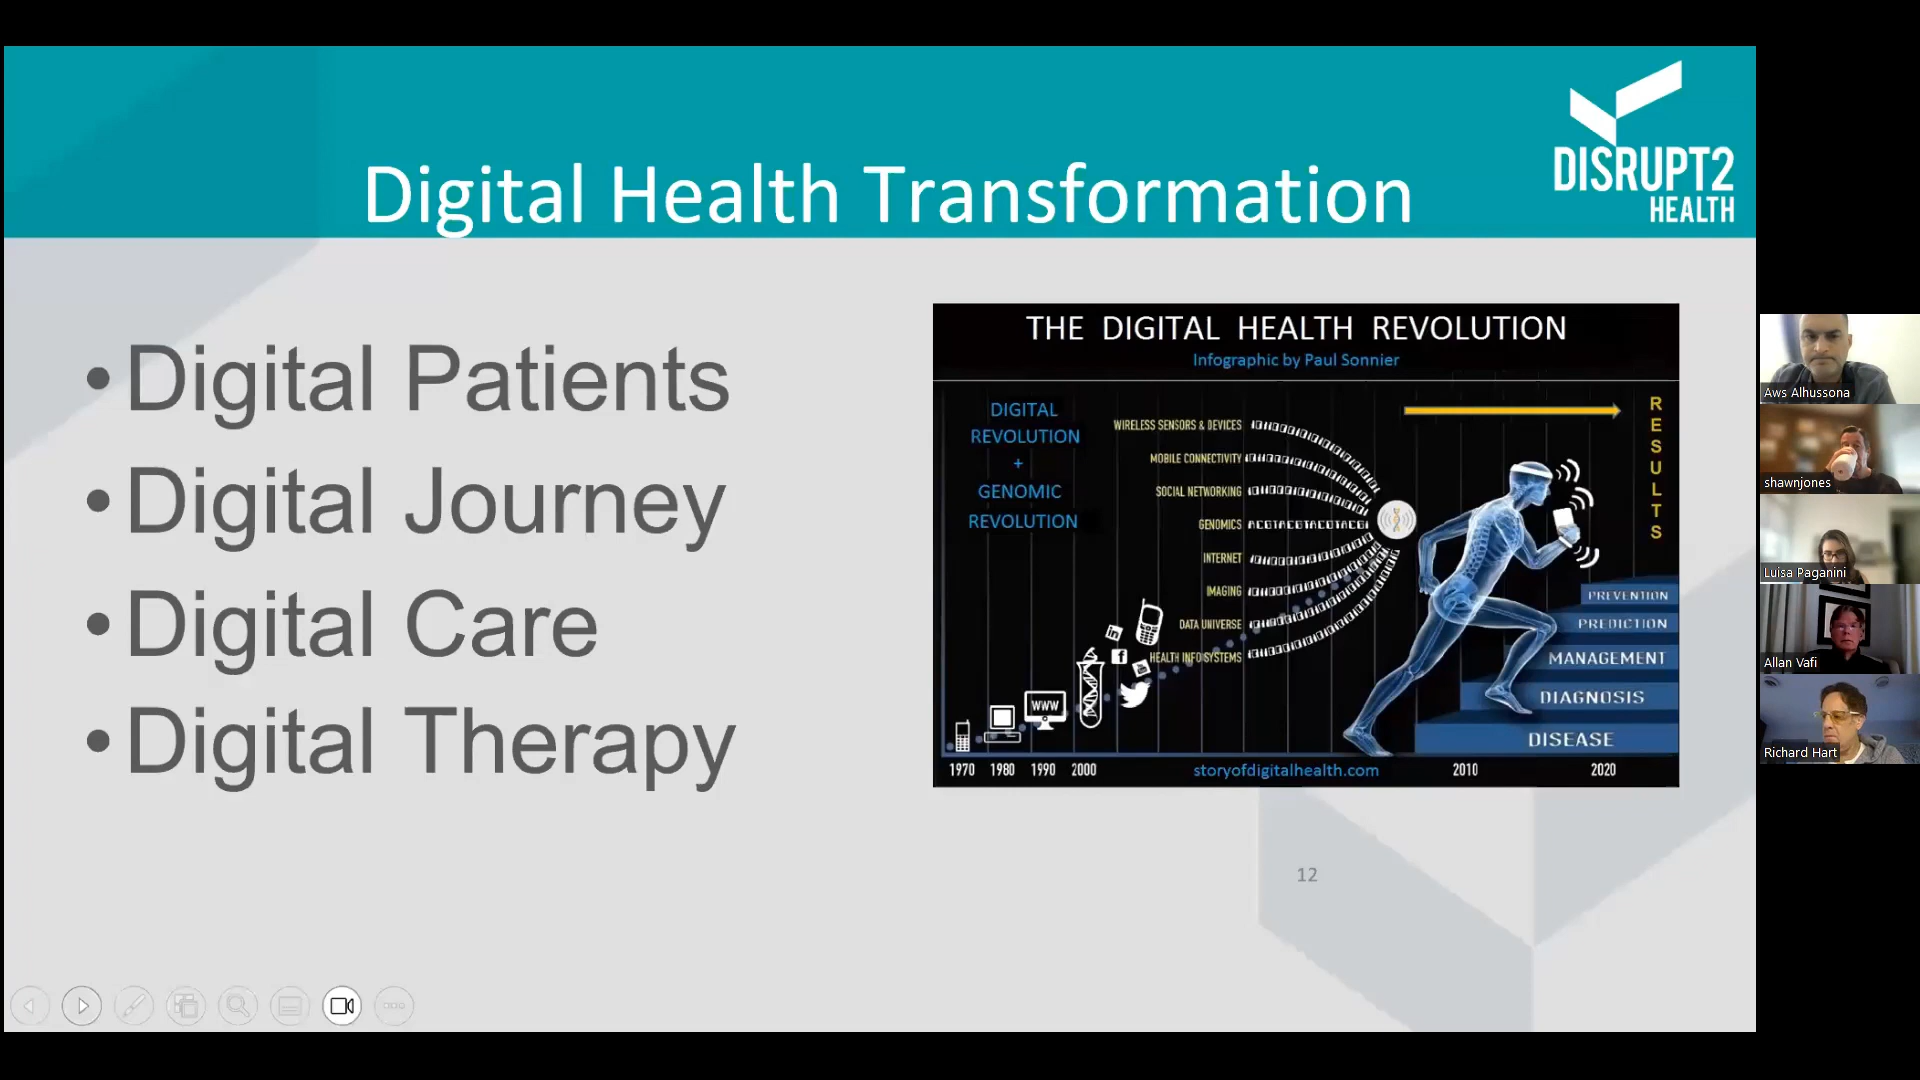 Digital Health Transformation
DISRUPT2
HEALTH
• Digital Patients
• Digital Journey
• Digital Care
• Digital Therapy
THE DIGITAL HEALTH REVOLUTION
Infographic by Paul Sonnier
DIGITAL
REVOLUTION
+
GENOMIC
REVOLUTION
WIRELESS SENSORS & DEVICES
MOBILE CONNECTIVITY
SOCIAL NETWORKING
GENOMICS
INTERNET
IMAGING
DATA UNIVERSE
HEALTH INFO SYSTEMS
WWW
in
f
RESULTS
PREVENTION
PREDICTION
MANAGEMENT
DIAGNOSIS
DISEASE
1970 1980 1990 2000 storyofdigitalhealth.com 2010 2020
12
Aws Alhussona
shawnjones
Luisa Paganini
Allan Vafi
Richard Hart